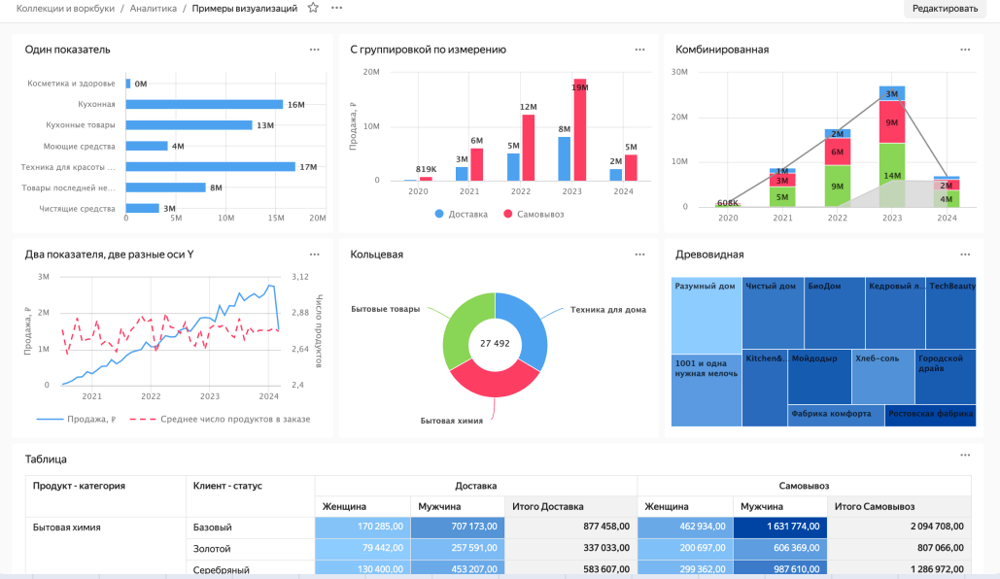 Коллекции и воркбуки / Аналитика / Примеры визуализаций
Редактировать
Один показатель
Косметика и здоровье
0M
Кухонная
16M
Кухонные товары
13M
Моющие средства
4M
Техника для красоты ...
17M
Товары последней не...
8M
Чистящие средства
3M
0 5M 10M 15M 20M
С группировкой по измерению
Продажа, ₽
20M
10M
0
819K
3M
6M
5M
12M
8M
19M
2M
5M
2020 2021 2022 2023 2024
Доставка Самовывоз
Комбинированная
30M
20M
10M
0
608K
1M
3M
5M
2M
6M
9M
3M
9M
14M
2M
4M
2020 2021 2022 2023 2024
Два показателя, две разные оси Y
Продажа, ₽
3M
2M
1M
0
3,12
2,88
2,64
2,4
Число продуктов
2021 2022 2023 2024
Продажа, ₽ Среднее число продуктов в заказе
Кольцевая
Бытовые товары
Техника для дома
27 492
Бытовая химия
Древовидная
Разумный дом
Чистый дом
БиоДом
Кедровый л...
TechBeauty
1001 и одна
нужная мелочь
Kitchen&...
Мойдодыр
Хлеб-соль
Городской
драйв
Фабрика комфорта
Ростовская фабрика
Таблица
Продукт - категория Клиент - статус Доставка Самовывоз
Женщина Мужчина Итого Доставка Женщина Мужчина Итого Самовывоз
Бытовая химия Базовый 170 285,00 707 173,00 877 458,00 462 934,00 1 631 774,00 2 094 708,00
Золотой 79 442,00 257 591,00 337 033,00 200 697,00 606 369,00 807 066,00
Серебряный 130 400,00 453 207,00 583 607,00 299 362,00 987 610,00 1 286 972,00